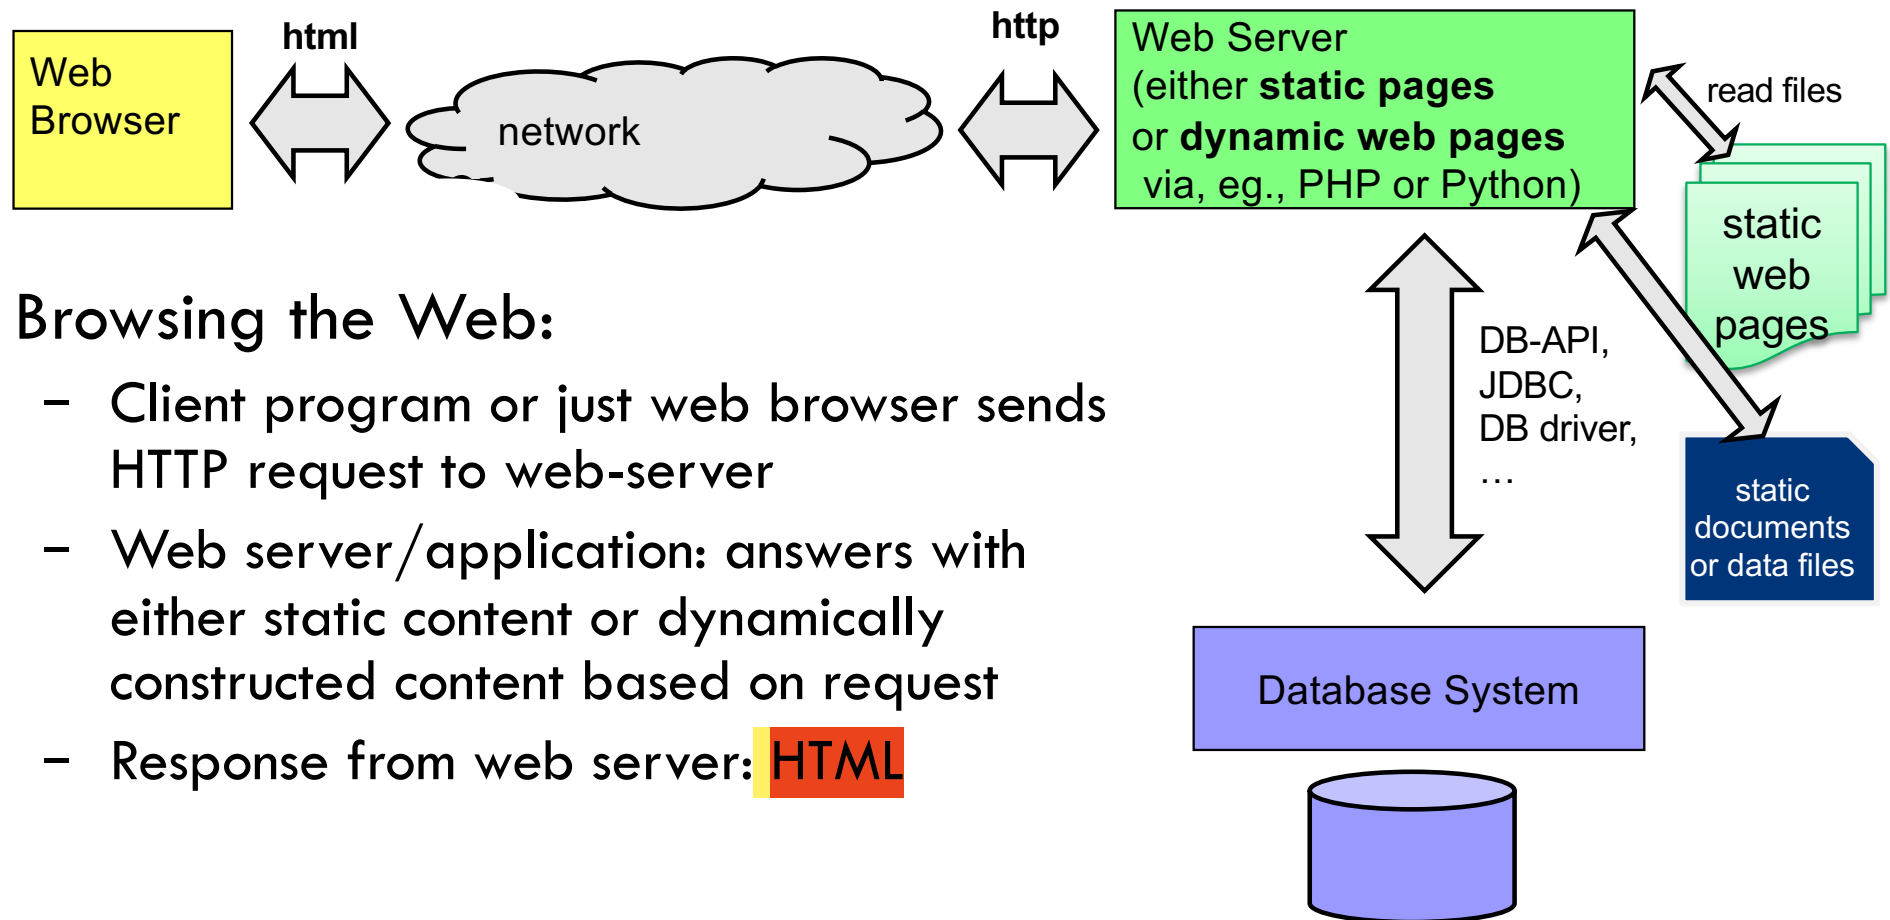 html
http
Web
Browser
network
Web Server
(either static pages
or dynamic web pages
via, eg., PHP or Python)
read files
static
web
pages
Browsing the Web:
– Client program or just web browser sends
HTTP request to web-server
– Web server/application: answers with
either static content or dynamically
constructed content based on request
– Response from web server: HTML
DB-API,
JDBC,
DB driver,
…
static
documents
or data files
Database System